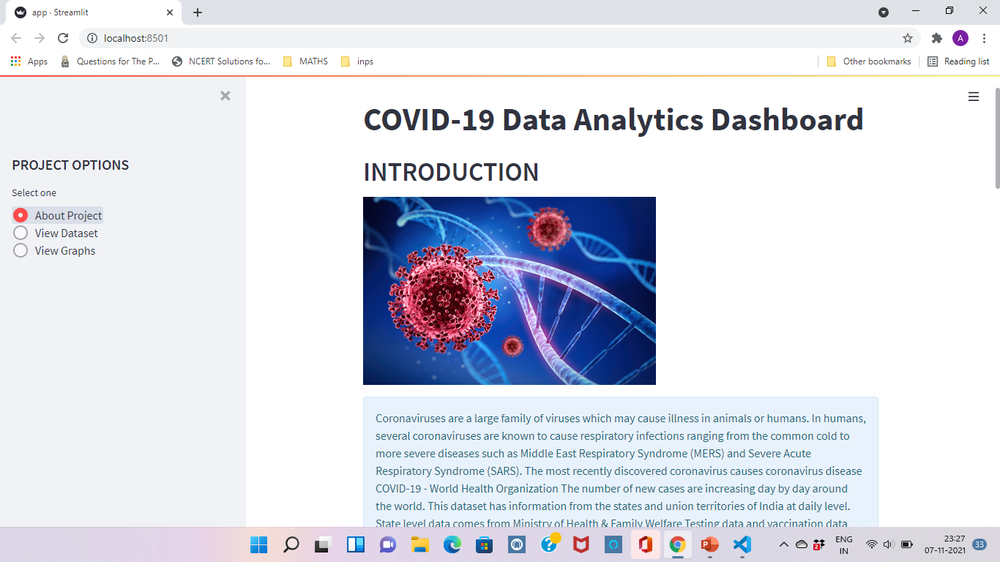 app · Streamlit
localhost:8501
A
Apps
Questions for The P...
NCERT Solutions fo...
MATHS
inps
Other bookmarks
Reading list
PROJECT OPTIONS
Select one
About Project
View Dataset
View Graphs
COVID-19 Data Analytics Dashboard
INTRODUCTION
Coronaviruses are a large family of viruses which may cause illness in animals or humans. In humans,
several coronaviruses are known to cause respiratory infections ranging from the common cold to
more severe diseases such as Middle East Respiratory Syndrome (MERS) and Severe Acute
Respiratory Syndrome (SARS). The most recently discovered coronavirus causes coronavirus disease
COVID-19 - World Health Organization The number of new cases are increasing day by day around
the world. This dataset has information from the states and union territories of India at daily level.
State level data comes from Ministry of Health & Family Welfare Testing data and vaccination data
2
ENG
IN
23:27
07-11-2021
33